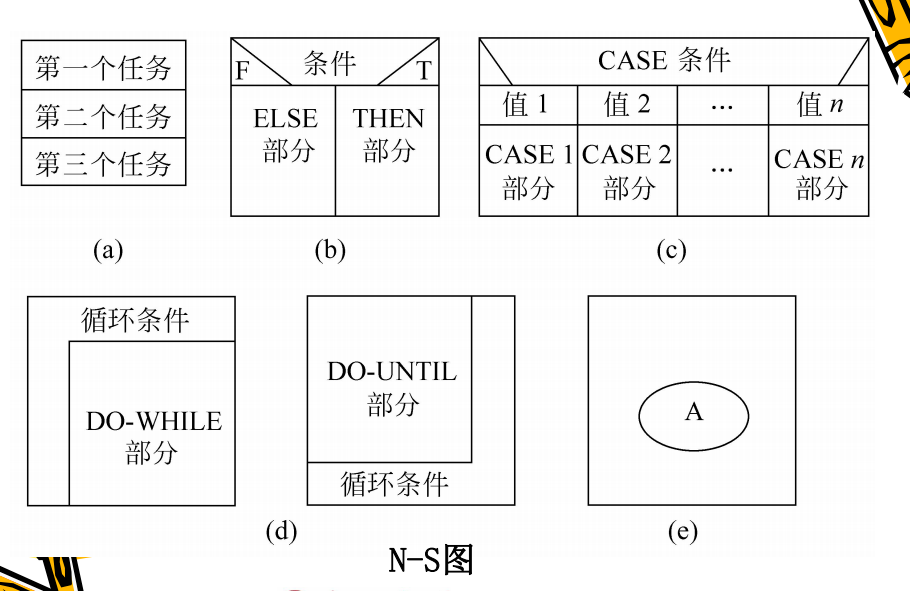 第一个任务
第二个任务
第三个任务
(a)
F 条件 T
ELSE
部分
THEN
部分
(b)
CASE 条件
值 1 值 2 ... 值 n
CASE 1
部分
CASE 2
部分
...
CASE n
部分
(c)
循环条件
DO-WHILE
部分
DO-UNTIL
部分
循环条件
(d)
A
(e)
N-S图